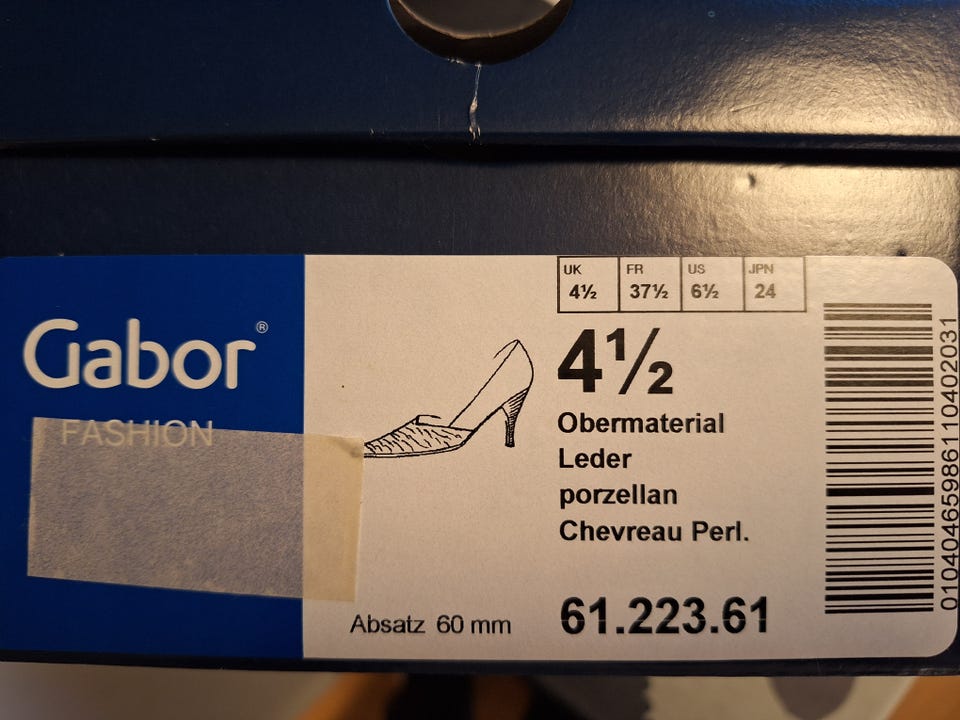 Gabor®
FASHION
UK FR US JPN
4½ 37½ 6½ 24
4½
Obermaterial
Leder
porzellan
Chevreau Perl.
Absatz 60 mm
61.223.61
01040465986110402031